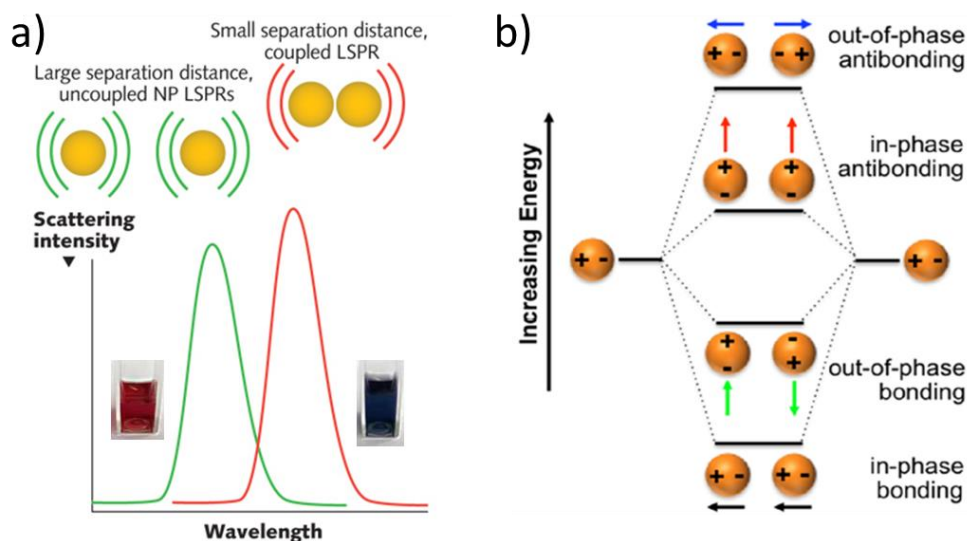 a)
Large separation distance,
uncoupled NP LSPRs
Small separation distance,
coupled LSPR
Scattering
intensity
Wavelength
b)
Increasing Energy
+ -
+ -
- +
out-of-phase
antibonding
+
-
+
-
in-phase
antibonding
+ -
+
-
-
+
out-of-phase
bonding
+ -
+ -
in-phase
bonding